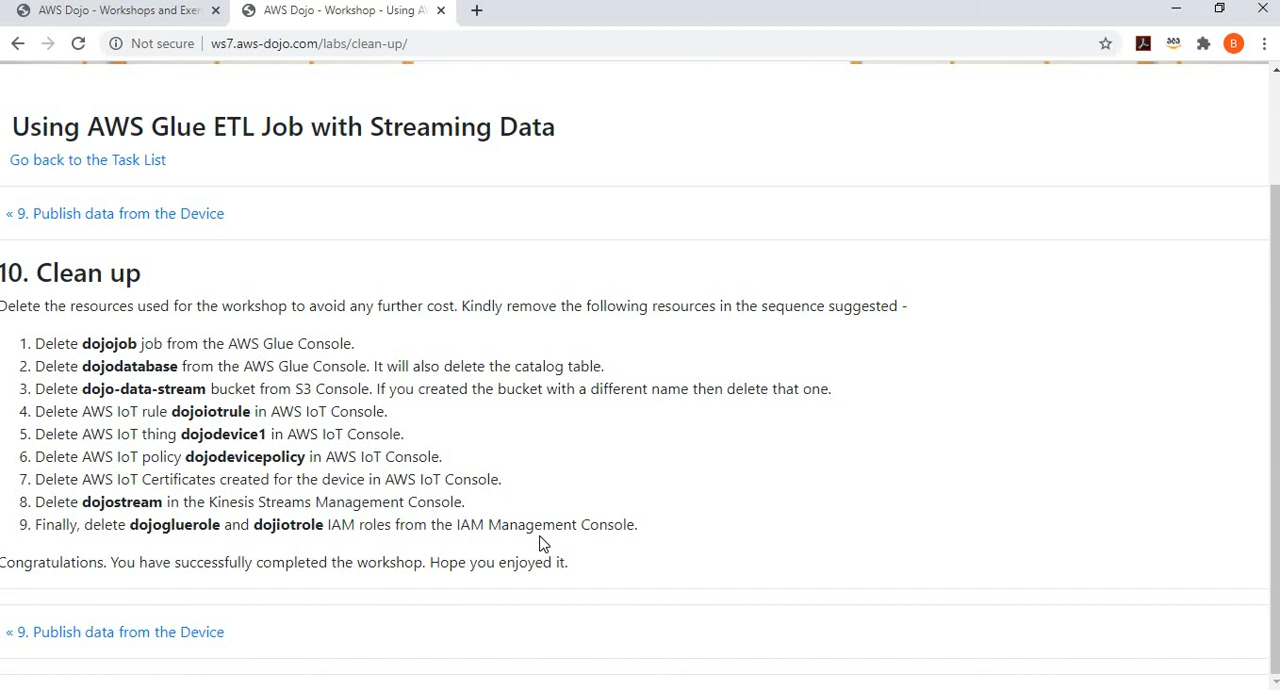 AWS Dojo - Workshops and Exer
AWS Dojo - Workshop - Using A
Not secure | ws7.aws-dojo.com/labs/clean-up/
B
Using AWS Glue ETL Job with Streaming Data
Go back to the Task List
« 9. Publish data from the Device
10. Clean up
Delete the resources used for the workshop to avoid any further cost. Kindly remove the following resources in the sequence suggested -
1. Delete dojojob job from the AWS Glue Console.
2. Delete dojodatabase from the AWS Glue Console. It will also delete the catalog table.
3. Delete dojo-data-stream bucket from S3 Console. If you created the bucket with a different name then delete that one.
4. Delete AWS IoT rule dojoiotrule in AWS IoT Console.
5. Delete AWS IoT thing dojodevice1 in AWS IoT Console.
6. Delete AWS IoT policy dojodevicepolicy in AWS IoT Console.
7. Delete AWS IoT Certificates created for the device in AWS IoT Console.
8. Delete dojostream in the Kinesis Streams Management Console.
9. Finally, delete dojogluerole and dojiotrole IAM roles from the IAM Management Console.
Congratulations. You have successfully completed the workshop. Hope you enjoyed it.
« 9. Publish data from the Device